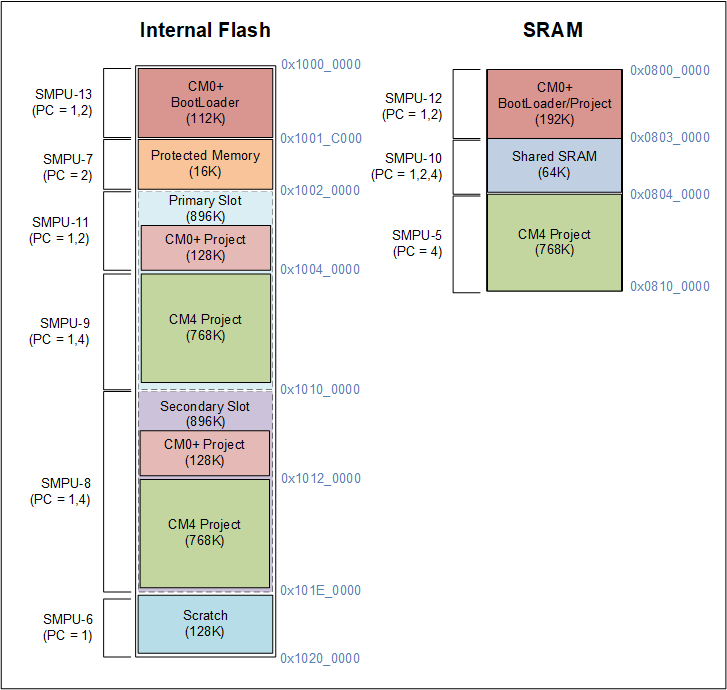 Internal Flash
SRAM
0x1000_0000
SMPU-13
(PC = 1,2)
CM0+
BootLoader
(112K)
0x1001_C000
SMPU-7
(PC = 2)
Protected Memory
(16K)
0x1002_0000
SMPU-11
(PC = 1,2)
Primary Slot
(896K)
CM0+ Project
(128K)
0x1004_0000
SMPU-9
(PC = 1,4)
CM4 Project
(768K)
0x1010_0000
SMPU-8
(PC = 1,4)
Secondary Slot
(896K)
CM0+ Project
(128K)
0x1012_0000
CM4 Project
(768K)
0x101E_0000
SMPU-6
(PC = 1)
Scratch
(128K)
0x1020_0000
0x0800_0000
SMPU-12
(PC = 1,2)
CM0+
BootLoader/Project
(192K)
0x0803_0000
SMPU-10
(PC = 1,2,4)
Shared SRAM
(64K)
0x0804_0000
SMPU-5
(PC = 4)
CM4 Project
(768K)
0x0810_0000